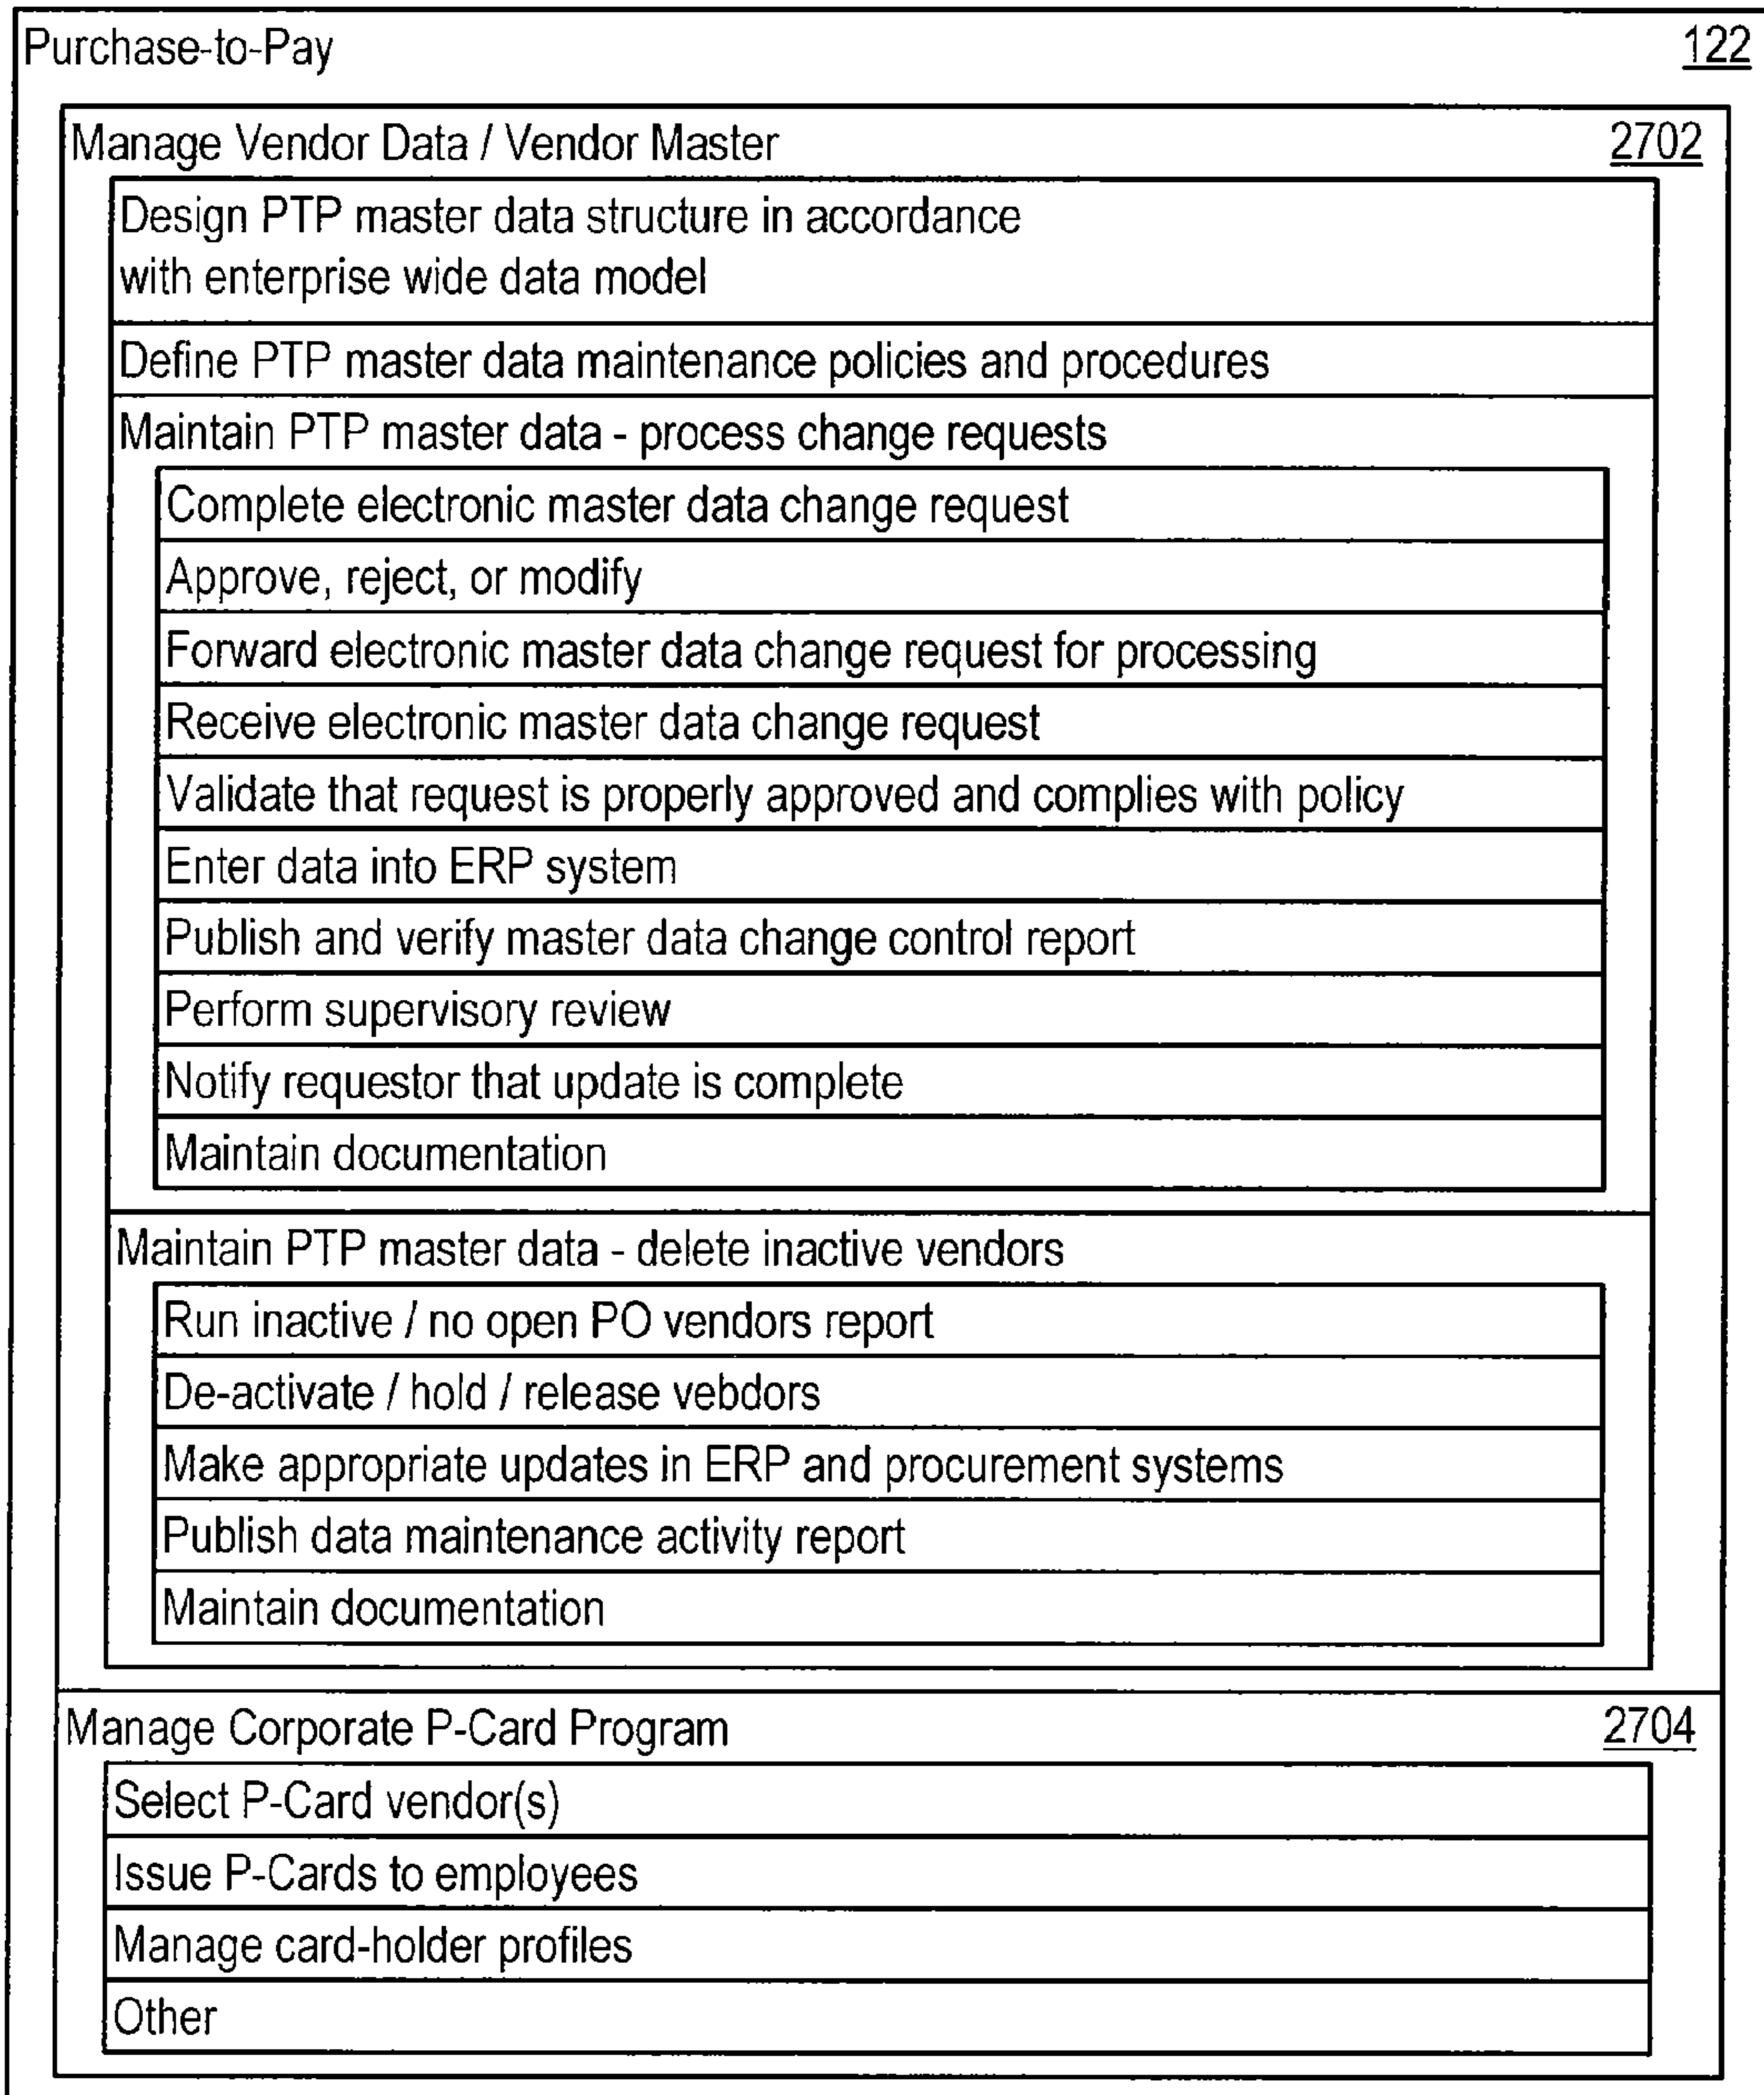 Purchase-to-Pay 122
Manage Vendor Data / Vendor Master 2702
Design PTP master data structure in accordance
with enterprise wide data model
Define PTP master data maintenance policies and procedures
Maintain PTP master data - process change requests
Complete electronic master data change request
Approve, reject, or modify
Forward electronic master data change request for processing
Receive electronic master data change request
Validate that request is properly approved and complies with policy
Enter data into ERP system
Publish and verify master data change control report
Perform supervisory review
Notify requestor that update is complete
Maintain documentation
Maintain PTP master data - delete inactive vendors
Run inactive / no open PO vendors report
De-activate / hold / release vebdors
Make appropriate updates in ERP and procurement systems
Publish data maintenance activity report
Maintain documentation
Manage Corporate P-Card Program 2704
Select P-Card vendor(s)
Issue P-Cards to employees
Manage card-holder profiles
Other